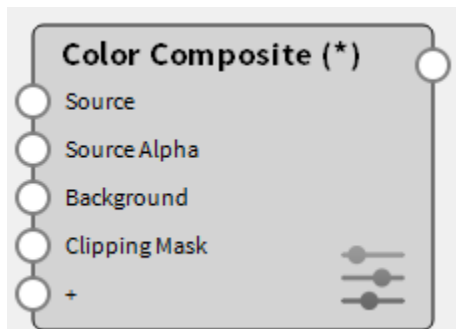 Color Composite (*)
Source
Source Alpha
Background
Clipping Mask
+